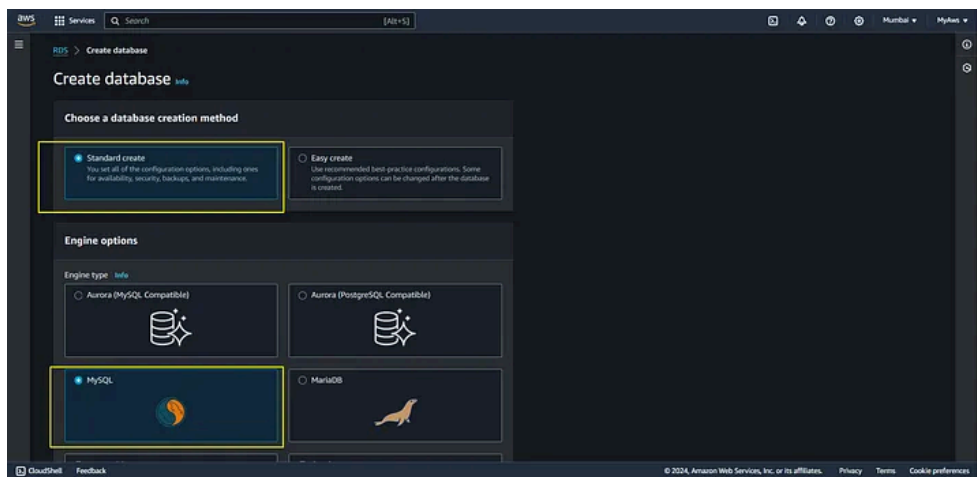 aws Services Search [Alt+S] Mumbai MyAws
RDS > Create database
Create database Info
Choose a database creation method
Standard create
You set all of the configuration options, including ones
for availability, security, backups, and maintenance.
Easy create
Use recommended best-practice configurations. Some
configuration options can be changed after the database
is created.
Engine options
Engine type Info
Aurora (MySQL Compatible)
Aurora (PostgreSQL Compatible)
MySQL
MariaDB
CloudShell Feedback © 2024, Amazon Web Services, Inc. or its affiliates. Privacy Terms Cookie preferences